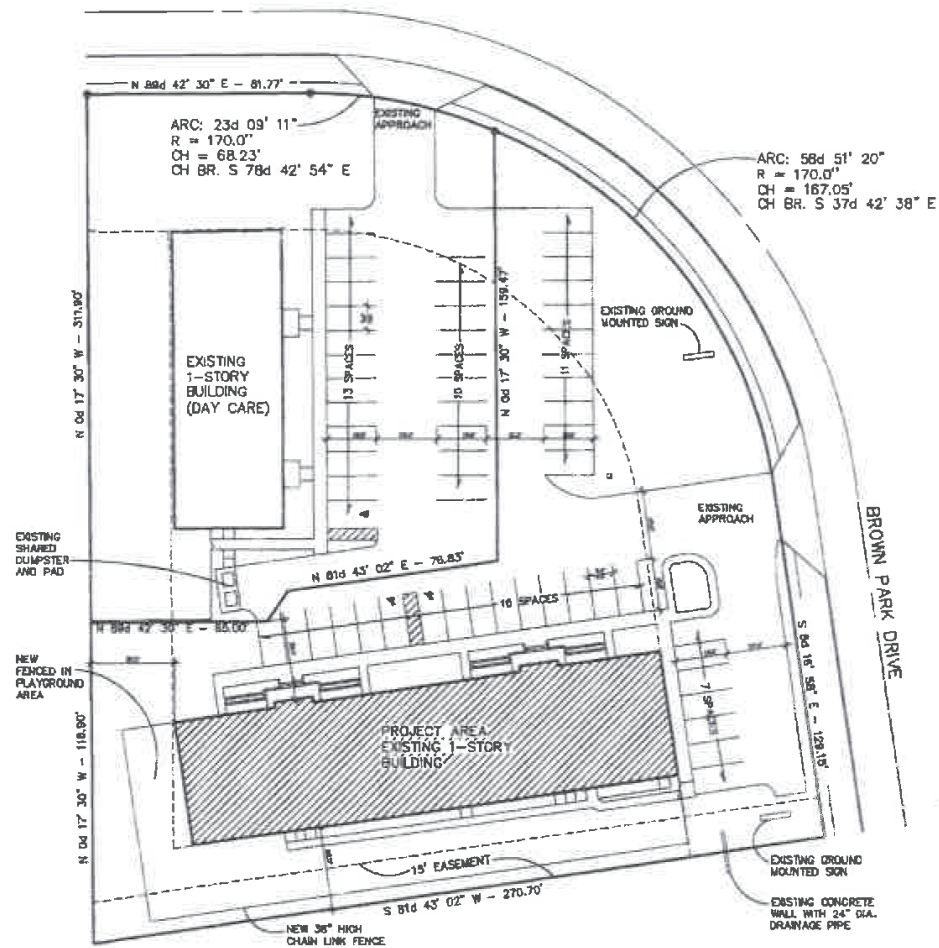 N 89d 42' 30" E - 81.77'
ARC: 23d 09' 11"
R = 170.0"
CH = 68.23'
CH BR. S 78d 42' 54" E
EXISTING
APPROACH
ARC: 58d 51' 20"
R = 170.0"
CH = 167.05'
CH BR. S 37d 42' 38" E
N 0d 17' 30" W - 317.90'
EXISTING
1-STORY
BUILDING
(DAY CARE)
13 SPACES
10 SPACES
N 0d 17' 30" W - 159.47'
11 SPACES
EXISTING GROUND
MOUNTED SIGN
EXISTING
APPROACH
BROWN PARK DRIVE
EXISTING
SHARED
DUMPSTER
AND PAD
N 81d 43' 02" E - 76.83'
16 SPACES
N 89d 42' 30" E - 65.00'
NEW
FENCED IN
PLAYGROUND
AREA
7 SPACES
S 8d 16' 58" E - 129.15'
PROJECT AREA
EXISTING 1-STORY
BUILDING
N 0d 17' 30" W - 118.90'
15' EASEMENT
S 81d 43' 02" W - 270.70'
NEW 36" HIGH
CHAIN LINK FENCE
EXISTING GROUND
MOUNTED SIGN
EXISTING CONCRETE
WALL WITH 24" DIA.
DRAINAGE PIPE